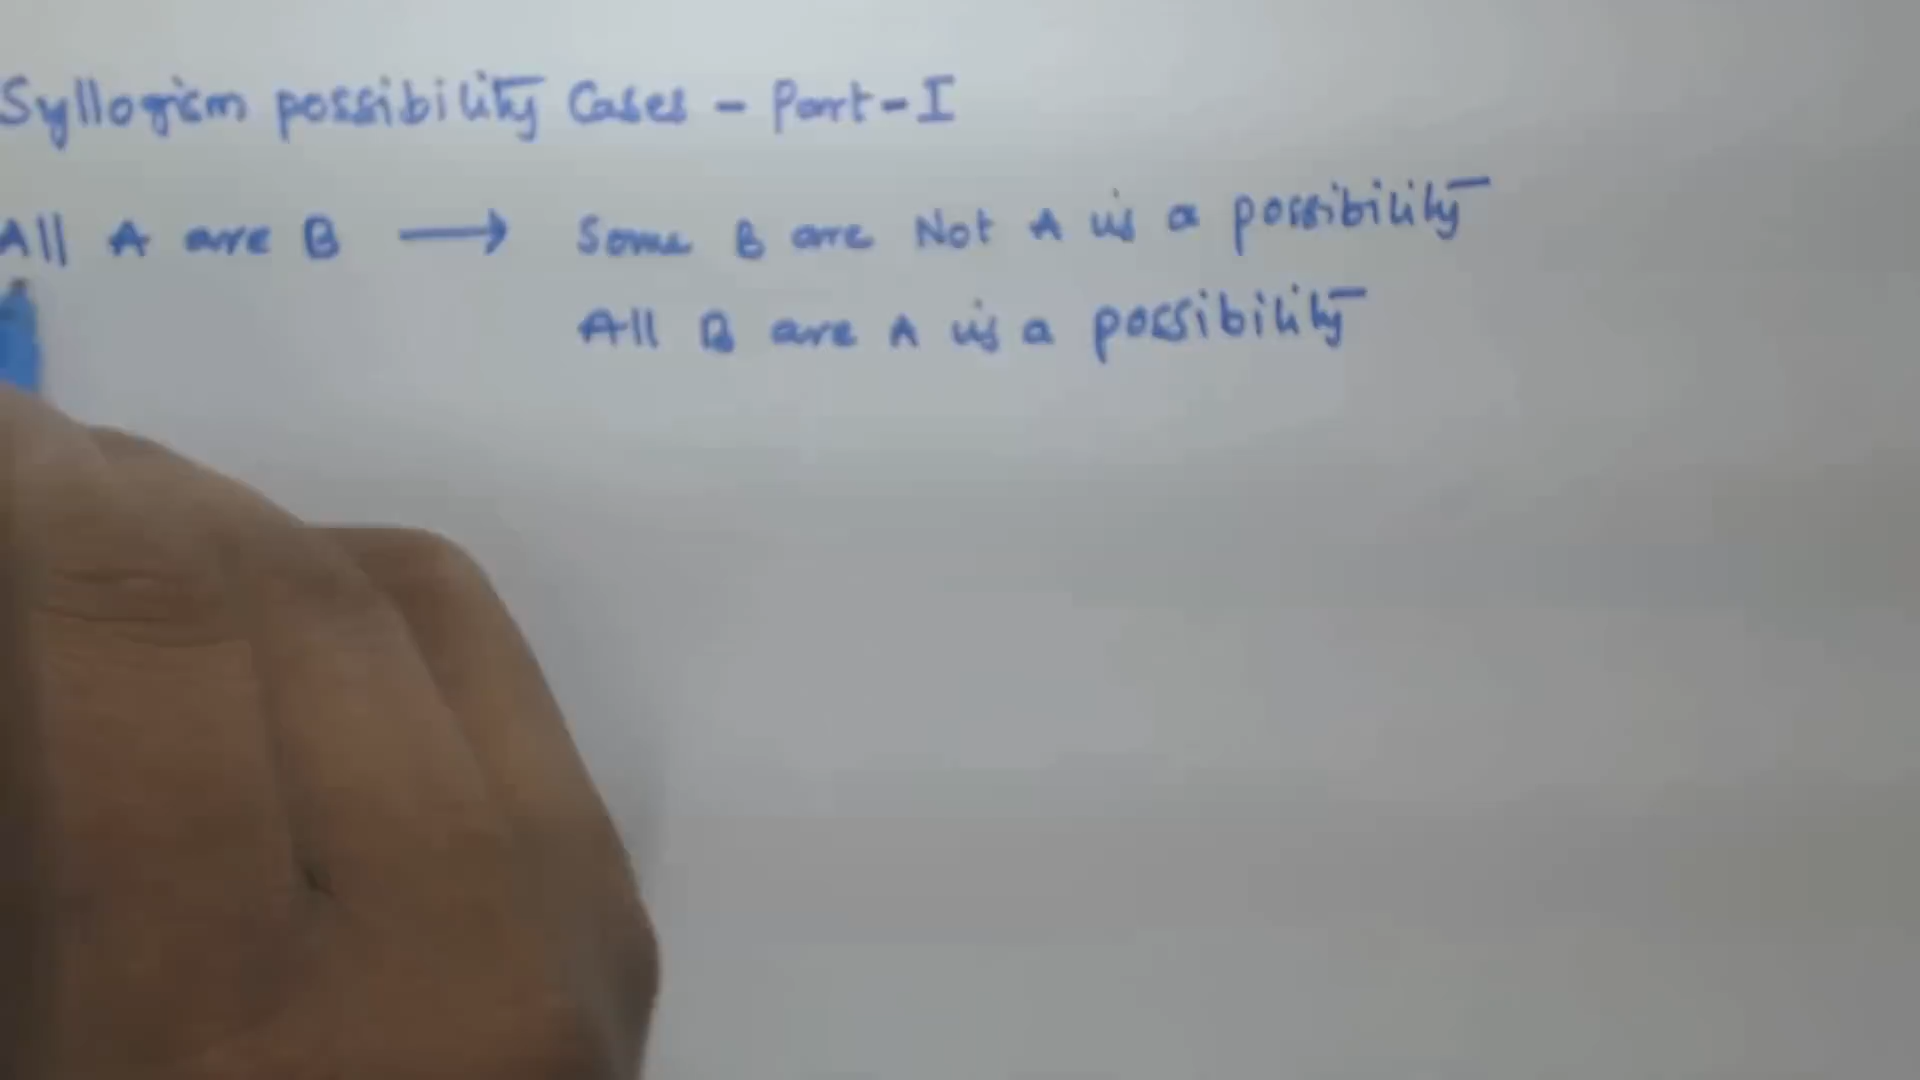 Syllogism possibility Cases - Part-I
All A are B → Some B are Not A is a possibility
All B are A is a possibility